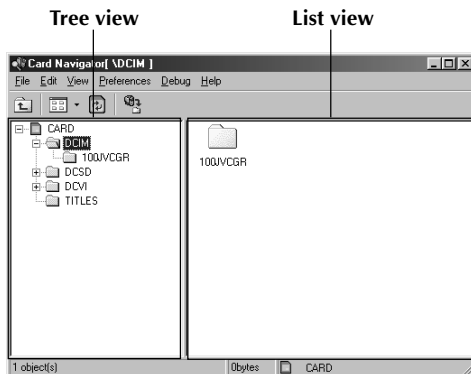 Tree view List view
Card Navigator[ \DCIM ]
File Edit View Preferences Debug Help
CARD
DCIM
100JVCGR
DCSD
DCVI
TITLES
100JVCGR
1 object(s) 0bytes CARD